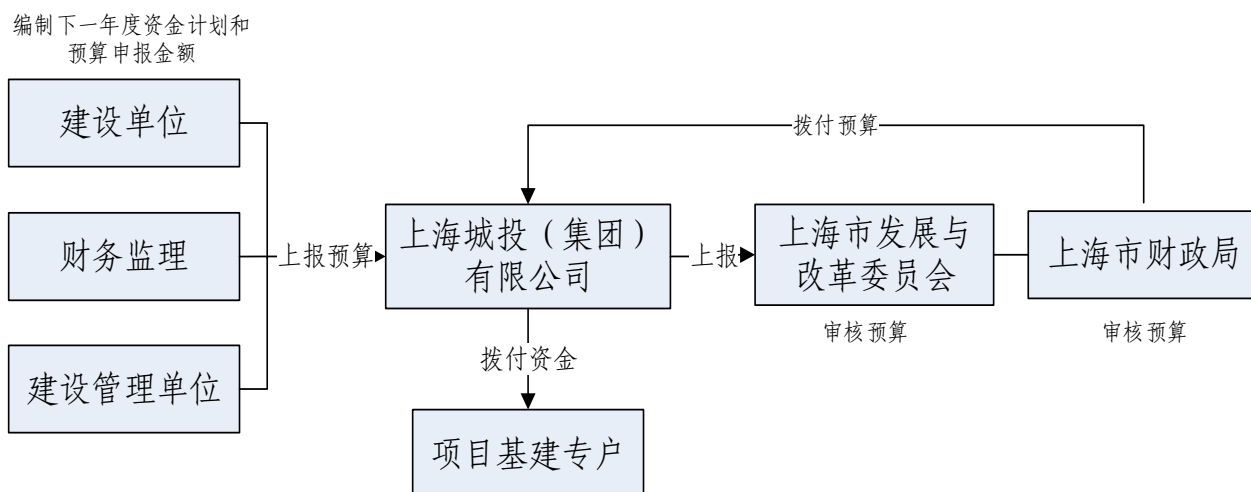 编制下一年度资金计划和
预算申报金额
建设单位
财务监理
建设管理单位
上报预算
上海城投（集团）
有限公司
拨付预算
上报
上海市发展与
改革委员会
审核预算
上海市财政局
审核预算
拨付资金
项目基建专户